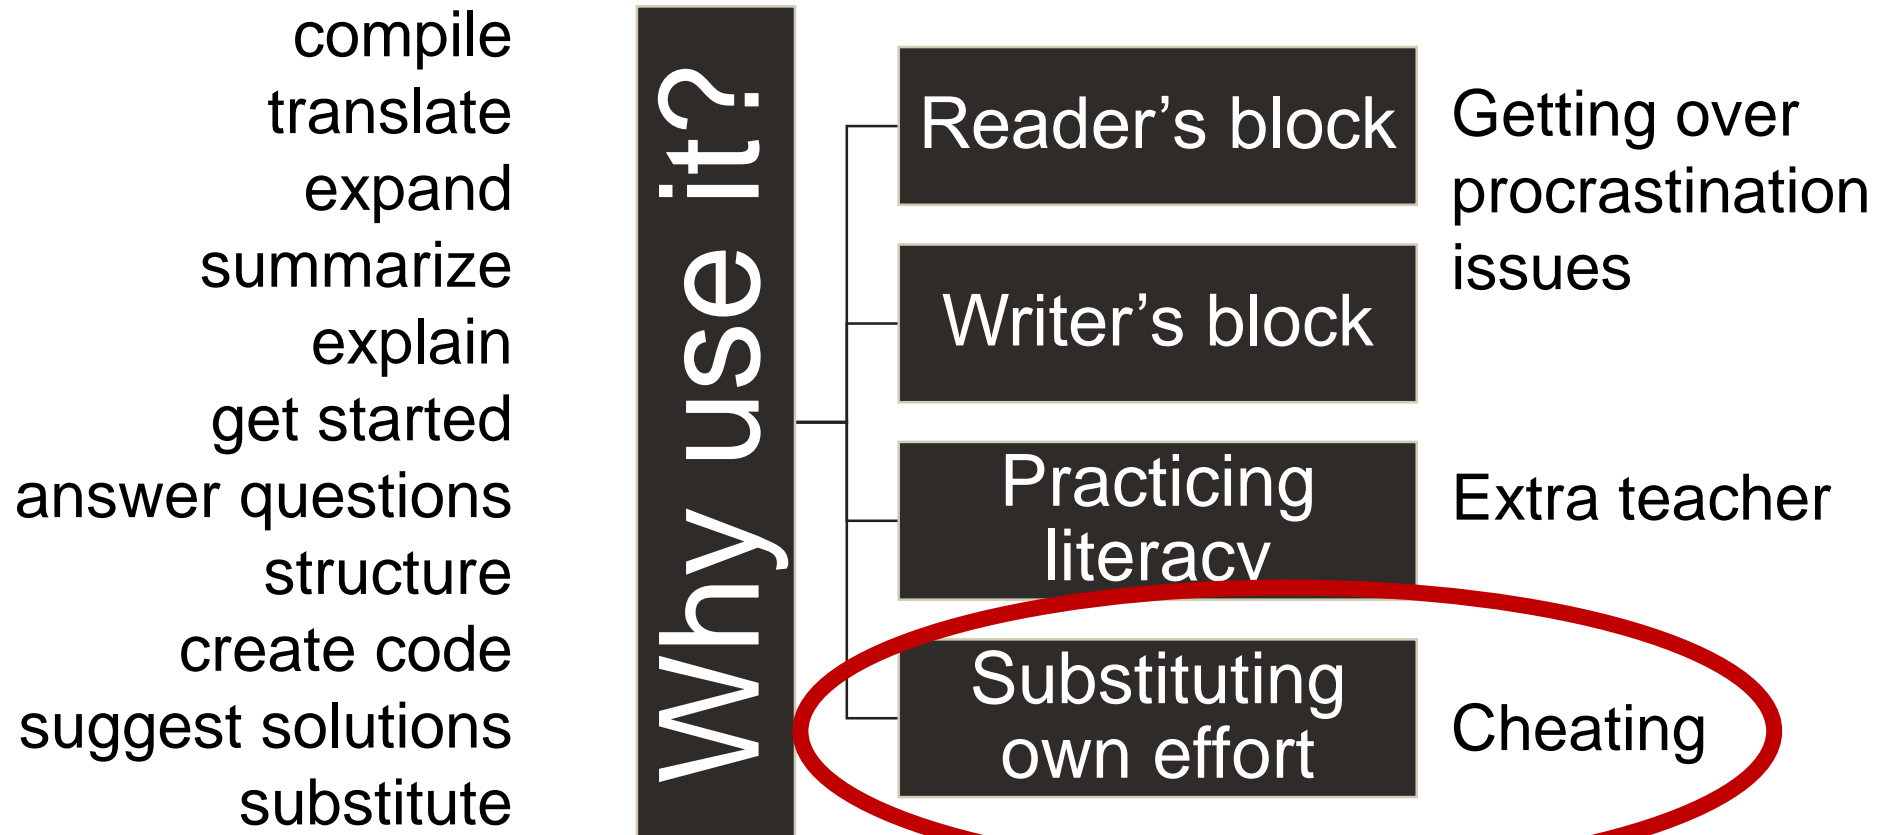 compile
translate
expand
summarize
explain
get started
answer questions
structure
create code
suggest solutions
substitute
Why use it?
Reader’s block
Writer’s block
Practicing
literacy
Substituting
own effort
Getting over
procrastination
issues
Extra teacher
Cheating